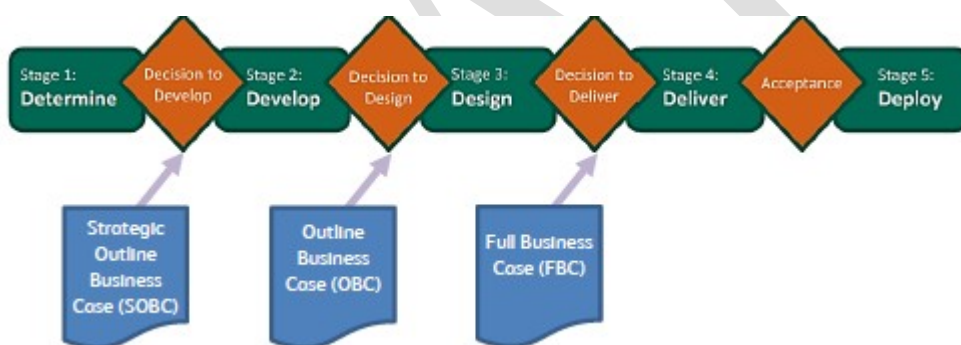 Stage 1:
Determine
Decision to
Develop
Stage 2:
Develop
Decision to
Design
Stage 3:
Design
Decision to
Deliver
Stage 4:
Deliver
Acceptance
Stage 5:
Deploy
Strategic
Outline
Business
Case (SOBC)
Outline
Business
Case (OBC)
Full Business
Case (FBC)